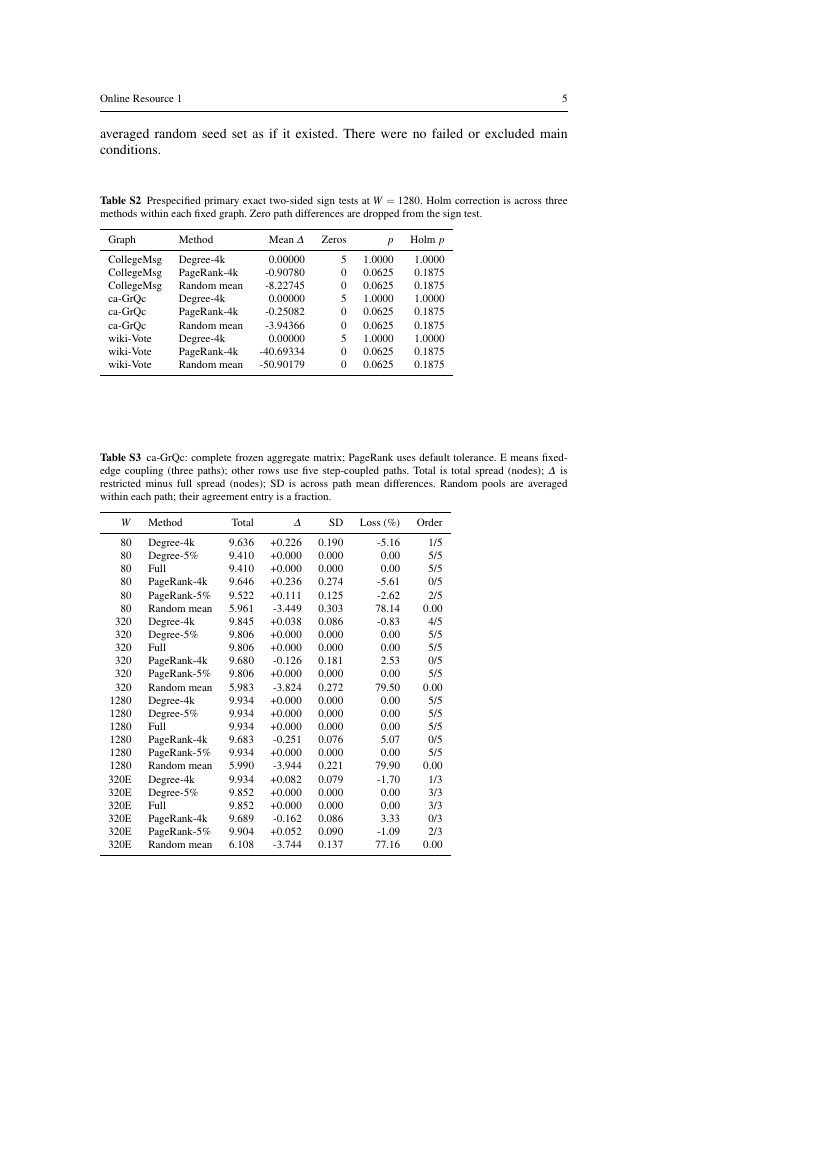 Online Resource 1 5
averaged random seed set as if it existed. There were no failed or excluded main
conditions.
Table S2 Prespecified primary exact two-sided sign tests at W = 1280. Holm correction is across three
methods within each fixed graph. Zero path differences are dropped from the sign test.
Graph Method Mean Δ Zeros p Holm p
CollegeMsg Degree-4k 0.00000 5 1.0000 1.0000
CollegeMsg PageRank-4k -0.90780 0 0.0625 0.1875
CollegeMsg Random mean -8.22745 0 0.0625 0.1875
ca-GrQc Degree-4k 0.00000 5 1.0000 1.0000
ca-GrQc PageRank-4k -0.25082 0 0.0625 0.1875
ca-GrQc Random mean -3.94366 0 0.0625 0.1875
wiki-Vote Degree-4k 0.00000 5 1.0000 1.0000
wiki-Vote PageRank-4k -40.69334 0 0.0625 0.1875
wiki-Vote Random mean -50.90179 0 0.0625 0.1875
Table S3 ca-GrQc: complete frozen aggregate matrix; PageRank uses default tolerance. E means fixed-
edge coupling (three paths); other rows use five step-coupled paths. Total is total spread (nodes); Δ is
restricted minus full spread (nodes); SD is across path mean differences. Random pools are averaged
within each path; their agreement entry is a fraction.
W Method Total Δ SD Loss (%) Order
80 Degree-4k 9.636 +0.226 0.190 -5.16 1/5
80 Degree-5% 9.410 +0.000 0.000 0.00 5/5
80 Full 9.410 +0.000 0.000 0.00 5/5
80 PageRank-4k 9.646 +0.236 0.274 -5.61 0/5
80 PageRank-5% 9.522 +0.111 0.125 -2.62 2/5
80 Random mean 5.961 -3.449 0.303 78.14 0.00
320 Degree-4k 9.845 +0.038 0.086 -0.83 4/5
320 Degree-5% 9.806 +0.000 0.000 0.00 5/5
320 Full 9.806 +0.000 0.000 0.00 5/5
320 PageRank-4k 9.680 -0.126 0.181 2.53 0/5
320 PageRank-5% 9.806 +0.000 0.000 0.00 5/5
320 Random mean 5.983 -3.824 0.272 79.50 0.00
1280 Degree-4k 9.934 +0.000 0.000 0.00 5/5
1280 Degree-5% 9.934 +0.000 0.000 0.00 5/5
1280 Full 9.934 +0.000 0.000 0.00 5/5
1280 PageRank-4k 9.683 -0.251 0.076 5.07 0/5
1280 PageRank-5% 9.934 +0.000 0.000 0.00 5/5
1280 Random mean 5.990 -3.944 0.221 79.90 0.00
320E Degree-4k 9.934 +0.082 0.079 -1.70 1/3
320E Degree-5% 9.852 +0.000 0.000 0.00 3/3
320E Full 9.852 +0.000 0.000 0.00 3/3
320E PageRank-4k 9.689 -0.162 0.086 3.33 0/3
320E PageRank-5% 9.904 +0.052 0.090 -1.09 2/3
320E Random mean 6.108 -3.744 0.137 77.16 0.00